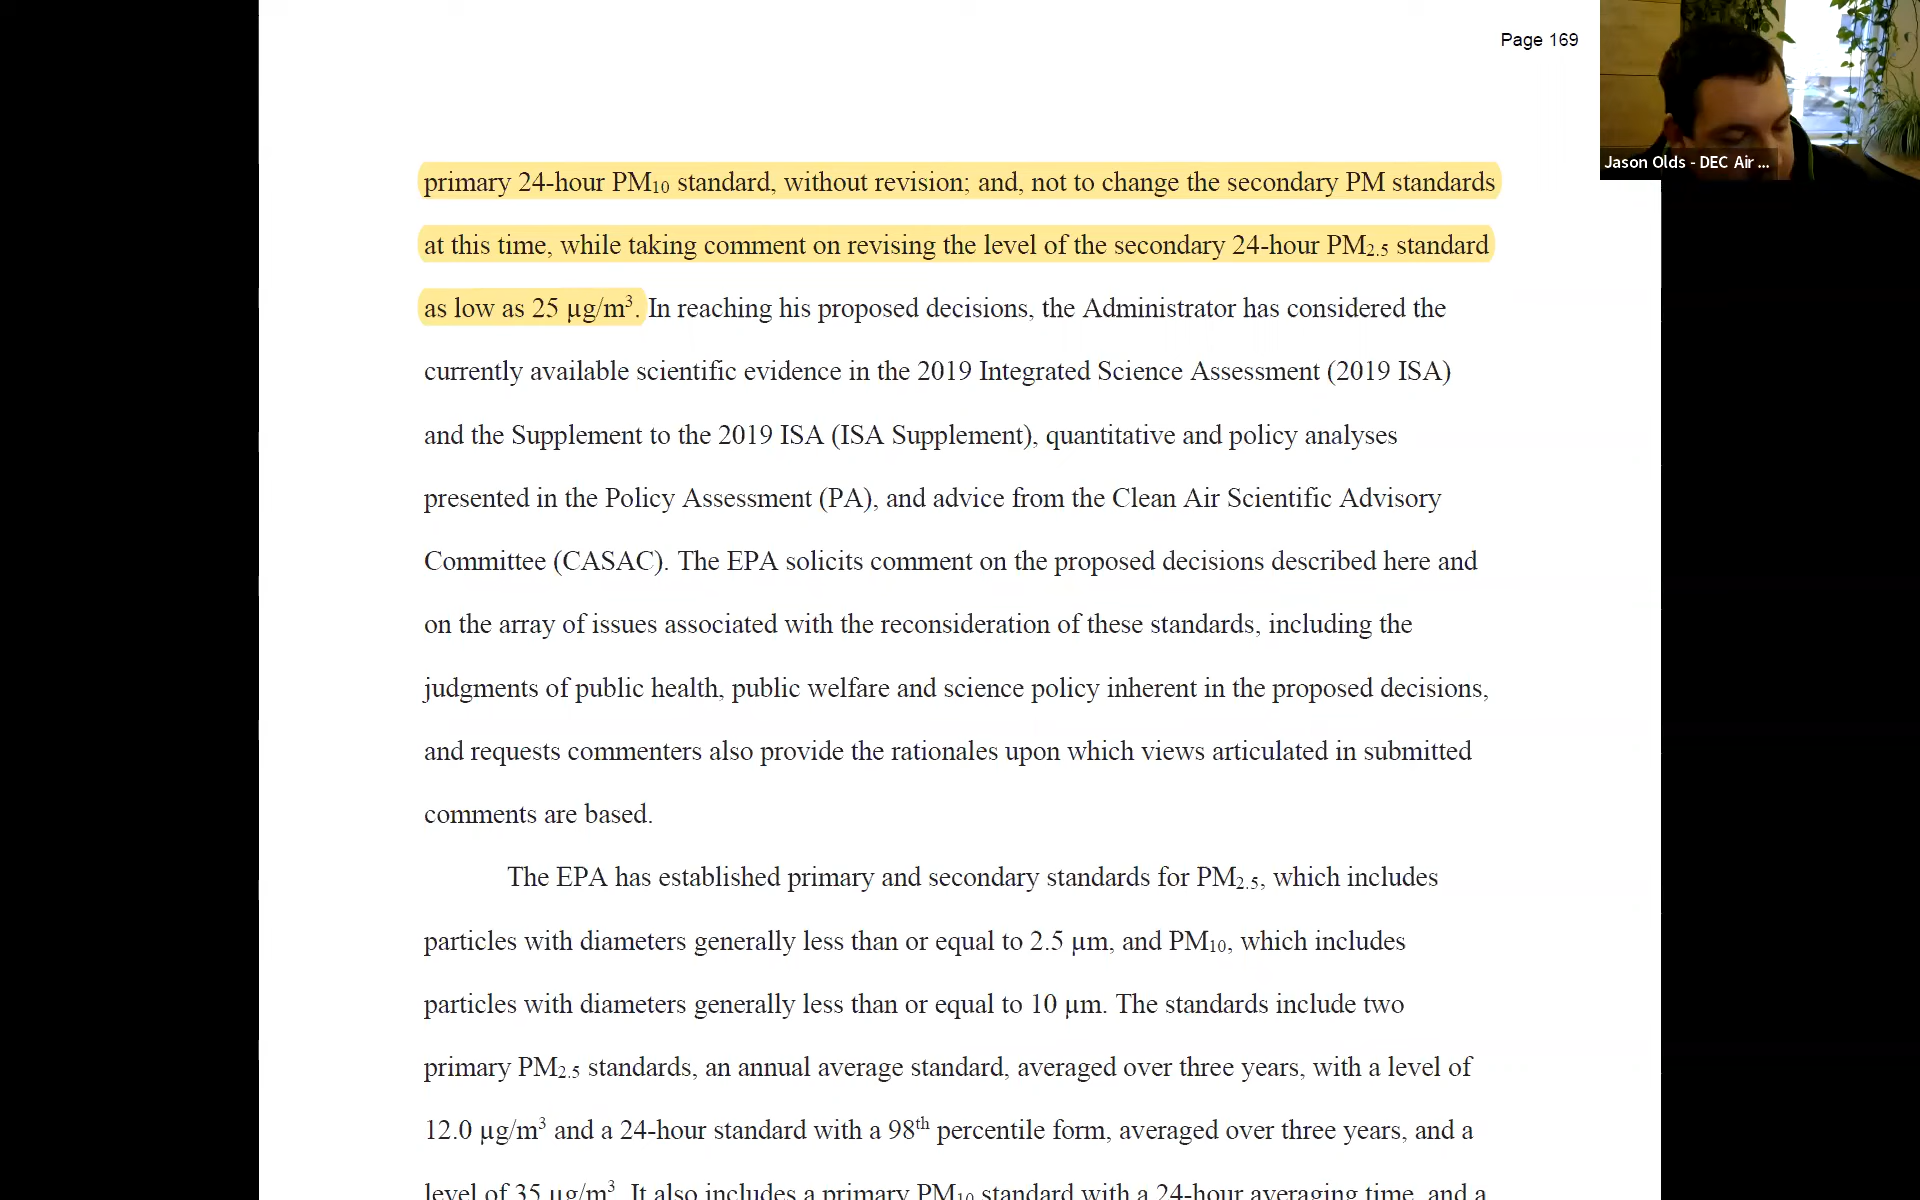 Page 169
Jason Olds - DEC Air ...
primary 24-hour PM₁₀ standard, without revision; and, not to change the secondary PM standards
at this time, while taking comment on revising the level of the secondary 24-hour PM₂.₅ standard
as low as 25 µg/m³. In reaching his proposed decisions, the Administrator has considered the
currently available scientific evidence in the 2019 Integrated Science Assessment (2019 ISA)
and the Supplement to the 2019 ISA (ISA Supplement), quantitative and policy analyses
presented in the Policy Assessment (PA), and advice from the Clean Air Scientific Advisory
Committee (CASAC). The EPA solicits comment on the proposed decisions described here and
on the array of issues associated with the reconsideration of these standards, including the
judgments of public health, public welfare and science policy inherent in the proposed decisions,
and requests commenters also provide the rationales upon which views articulated in submitted
comments are based.
The EPA has established primary and secondary standards for PM₂.₅, which includes
particles with diameters generally less than or equal to 2.5 µm, and PM₁₀, which includes
particles with diameters generally less than or equal to 10 µm. The standards include two
primary PM₂.₅ standards, an annual average standard, averaged over three years, with a level of
12.0 µg/m³ and a 24-hour standard with a 98th percentile form, averaged over three years, and a
level of 35 µg/m³. It also includes a primary PM₁₀ standard with a 24-hour averaging time, and a